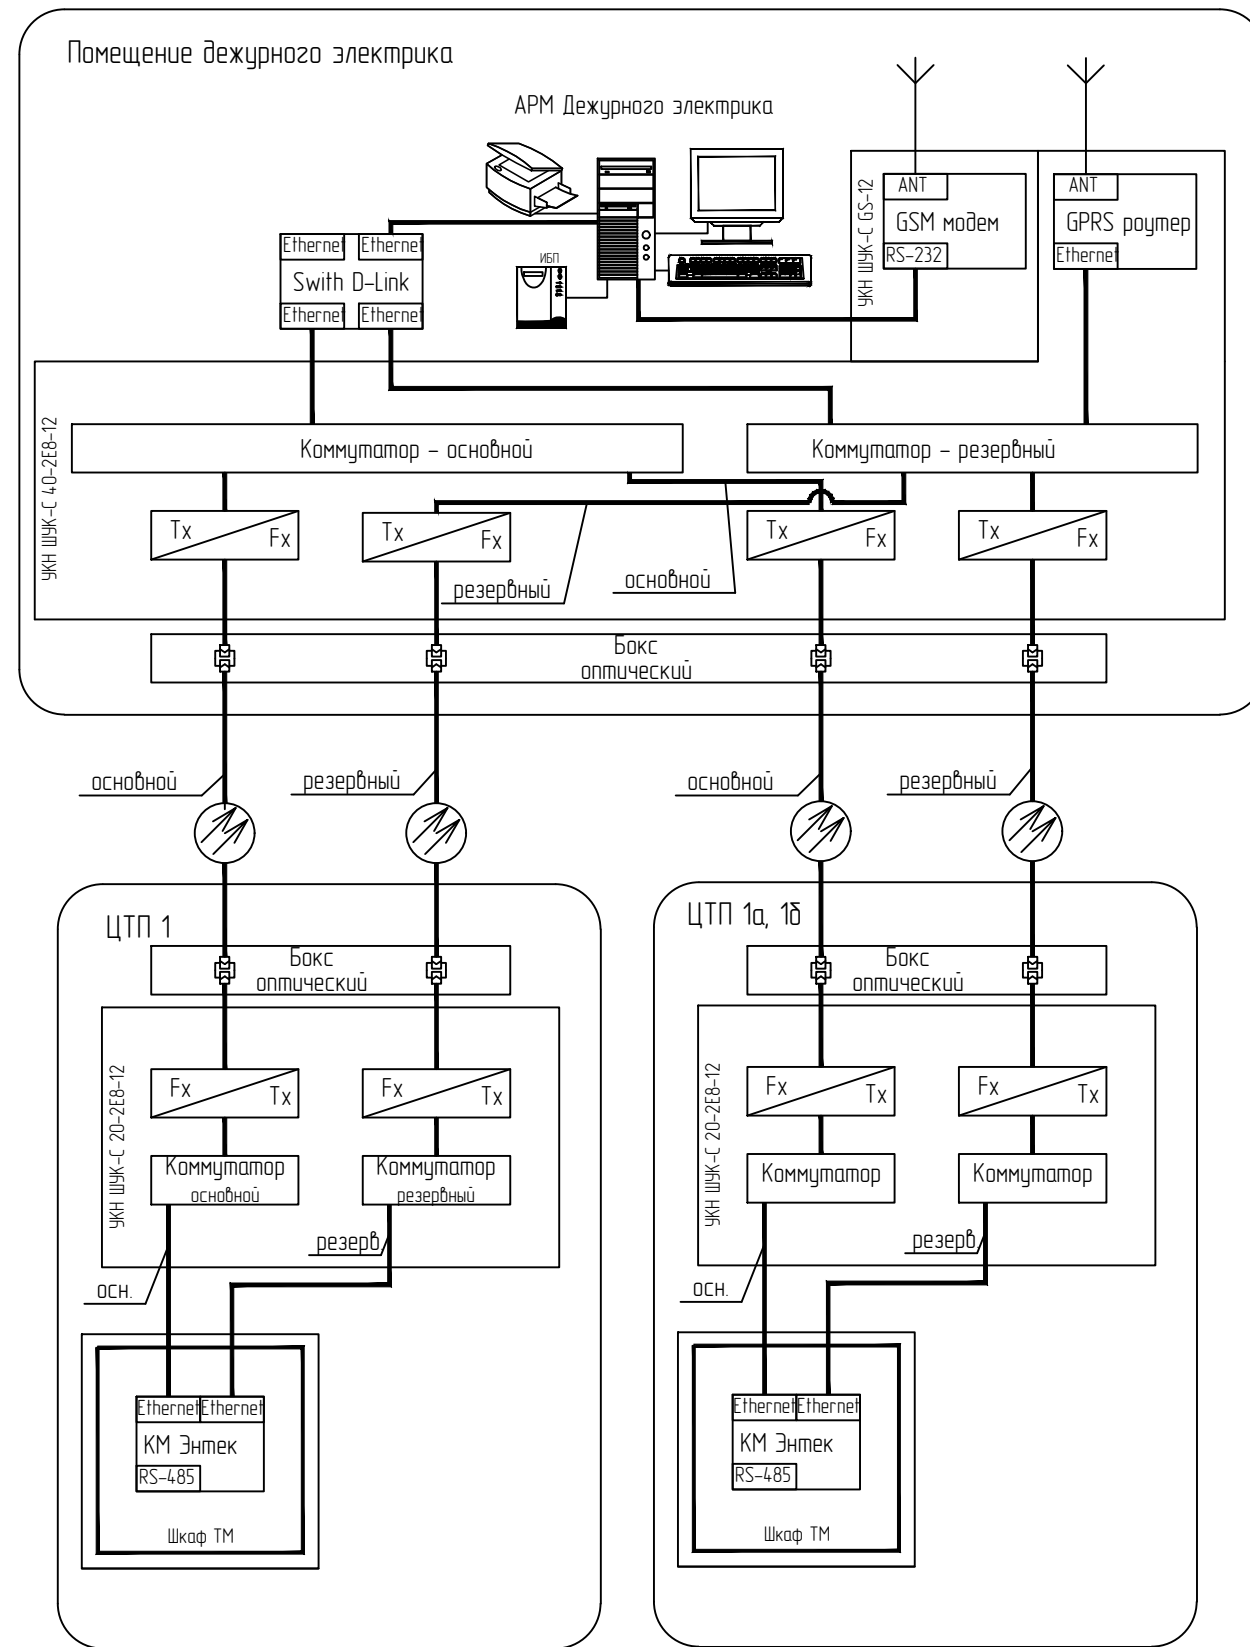 Помещение дежурного электрика
АРМ Дежурного электрика
УКН ШУК-С GS-12
ANT
GSM модем
RS-232
ANT
GPRS роутер
Ethernet
Ethernet Ethernet
Swith D-Link
Ethernet Ethernet
ИБП
УКН ШУК-С 40-2Е8-12
Коммутатор - основной
Коммутатор - резервный
Tx Fx
Tx Fx
Tx Fx
Tx Fx
резервный
основной
Бокс
оптический
основной
резервный
основной
резервный
ЦТП 1
Бокс
оптический
УКН ШУК-С 20-2Е8-12
Fx Tx
Fx Tx
Коммутатор
основной
Коммутатор
резервный
резерв.
осн.
Ethernet Ethernet
КМ Энтек
RS-485
Шкаф ТМ
ЦТП 1а, 1б
Бокс
оптический
УКН ШУК-С 20-2Е8-12
Fx Tx
Fx Tx
Коммутатор
Коммутатор
резерв.
осн.
Ethernet Ethernet
КМ Энтек
RS-485
Шкаф ТМ